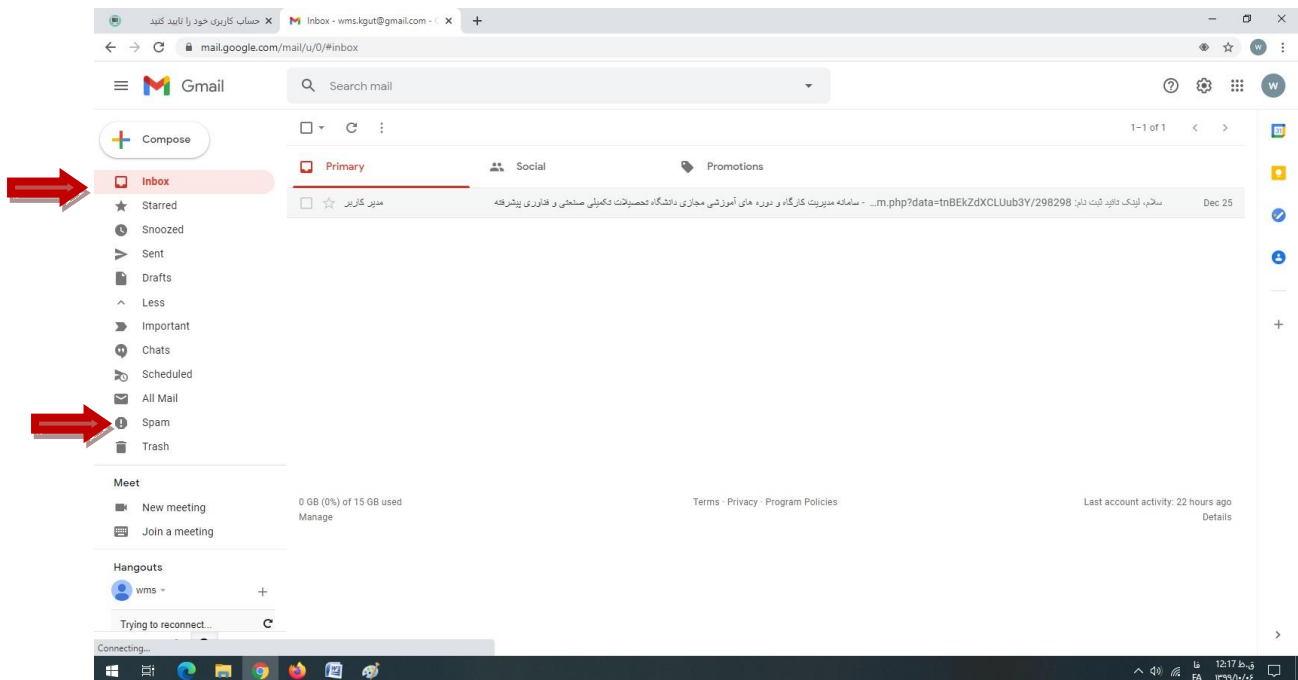 حساب کاربری خود را تایید کنید
Inbox - wms.kgut@gmail.com - G
mail.google.com/mail/u/0/#inbox
W
Gmail
Search mail
W
Compose
1–1 of 1
31
Primary
Social
Promotions
Inbox
مدیر کاربر
سلام، لینک تائید ثبت نام: m.php?data=tnBEkZdXCLUub3Y/298298... - سامانه مدیریت کارگاه و دوره های آموزشی مجازی دانشگاه تحصیلات تکمیلی صنعتی و فناوری پیشرفته
Dec 25
Starred
Snoozed
Sent
Drafts
Less
Important
Chats
Scheduled
All Mail
Spam
Trash
Meet
New meeting
Join a meeting
0 GB (0%) of 15 GB used
Manage
Terms · Privacy · Program Policies
Last account activity: 22 hours ago
Details
Hangouts
wms
Trying to reconnect...
Connecting...
فا
FA
12:17 ق.ظ
۱۳۹۹/۱۰/۰۶